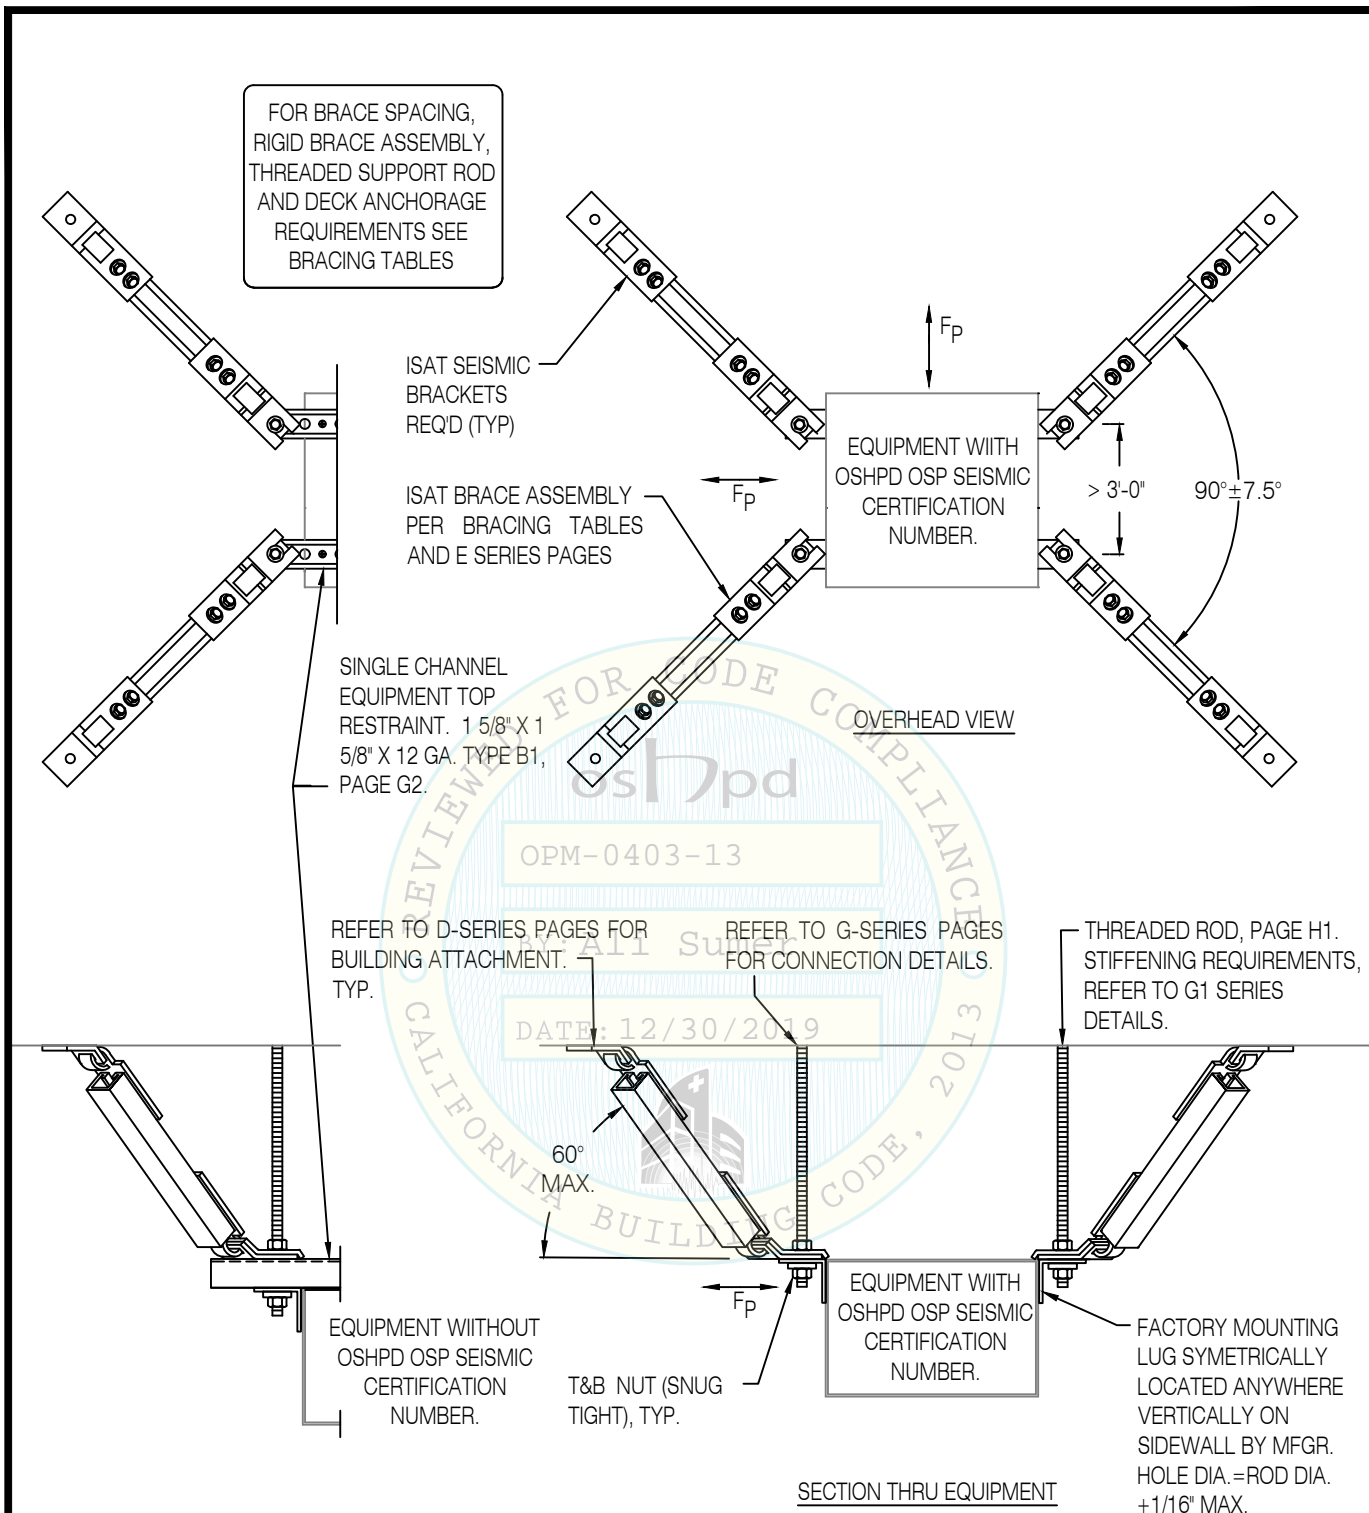 FOR BRACE SPACING,
RIGID BRACE ASSEMBLY,
THREADED SUPPORT ROD
AND DECK ANCHORAGE
REQUIREMENTS SEE
BRACING TABLES
ISAT SEISMIC
BRACKETS
REQ'D (TYP)
FP
FP
EQUIPMENT WIITH
OSHPD OSP SEISMIC
CERTIFICATION
NUMBER.
> 3'-0"
90°±7.5°
ISAT BRACE ASSEMBLY
PER BRACING TABLES
AND E SERIES PAGES
SINGLE CHANNEL
EQUIPMENT TOP
RESTRAINT. 1 5/8" X 1
5/8" X 12 GA. TYPE B1,
PAGE G2.
OVERHEAD VIEW
REVIEWED FOR CODE COMPLIANCE
oshpd
OPM-0403-13
BY: Ali Sumer
DATE: 12/30/2019
CALIFORNIA BUILDING CODE, 2013
REFER TO D-SERIES PAGES FOR
BUILDING ATTACHMENT.
TYP.
REFER TO G-SERIES PAGES
FOR CONNECTION DETAILS.
THREADED ROD, PAGE H1.
STIFFENING REQUIREMENTS,
REFER TO G1 SERIES
DETAILS.
60°
MAX.
FP
EQUIPMENT WIITHOUT
OSHPD OSP SEISMIC
CERTIFICATION
NUMBER.
T&B NUT (SNUG
TIGHT), TYP.
EQUIPMENT WIITH
OSHPD OSP SEISMIC
CERTIFICATION
NUMBER.
FACTORY MOUNTING
LUG SYMETRICALLY
LOCATED ANYWHERE
VERTICALLY ON
SIDEWALL BY MFGR.
HOLE DIA.=ROD DIA.
+1/16" MAX.
SECTION THRU EQUIPMENT